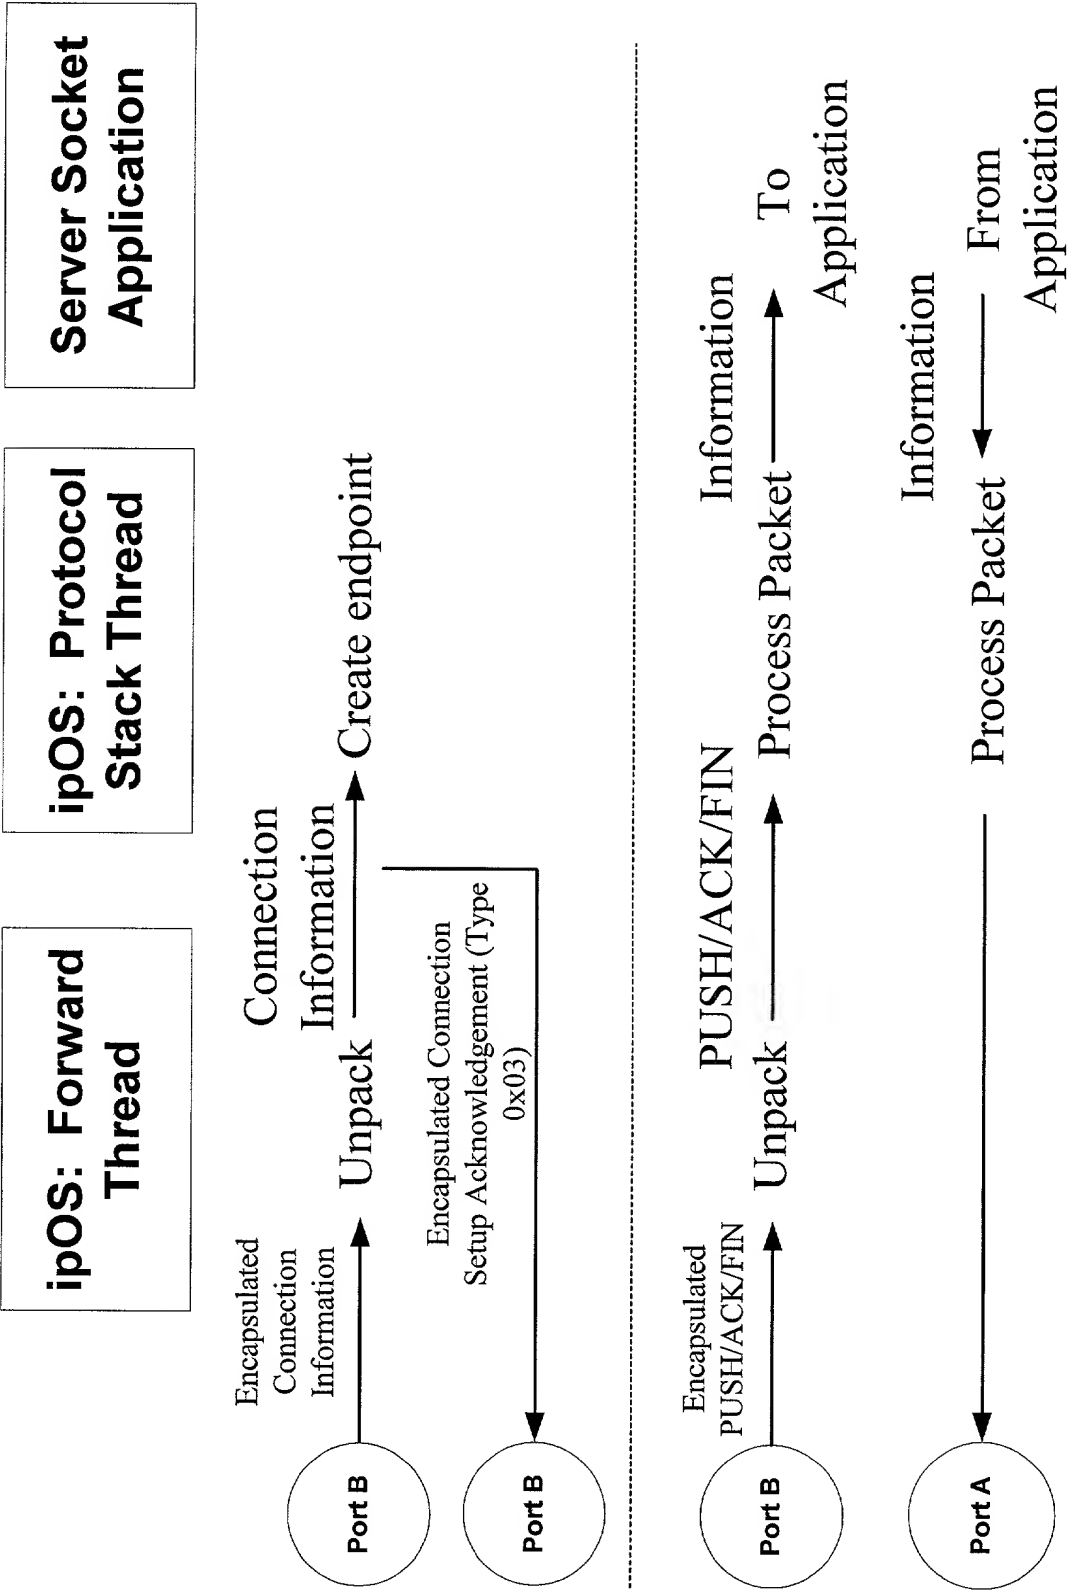 ipOS: Forward
Thread
ipOS: Protocol
Stack Thread
Server Socket
Application
Encapsulated
Connection
Information
Connection
Information
Port B
Unpack
Create endpoint
Encapsulated Connection
Setup Acknowledgement (Type
0x03)
Port B
Encapsulated
PUSH/ACK/FIN
PUSH/ACK/FIN
Information
Port B
Unpack
Process Packet
To
Application
Information
Port A
Process Packet
From
Application